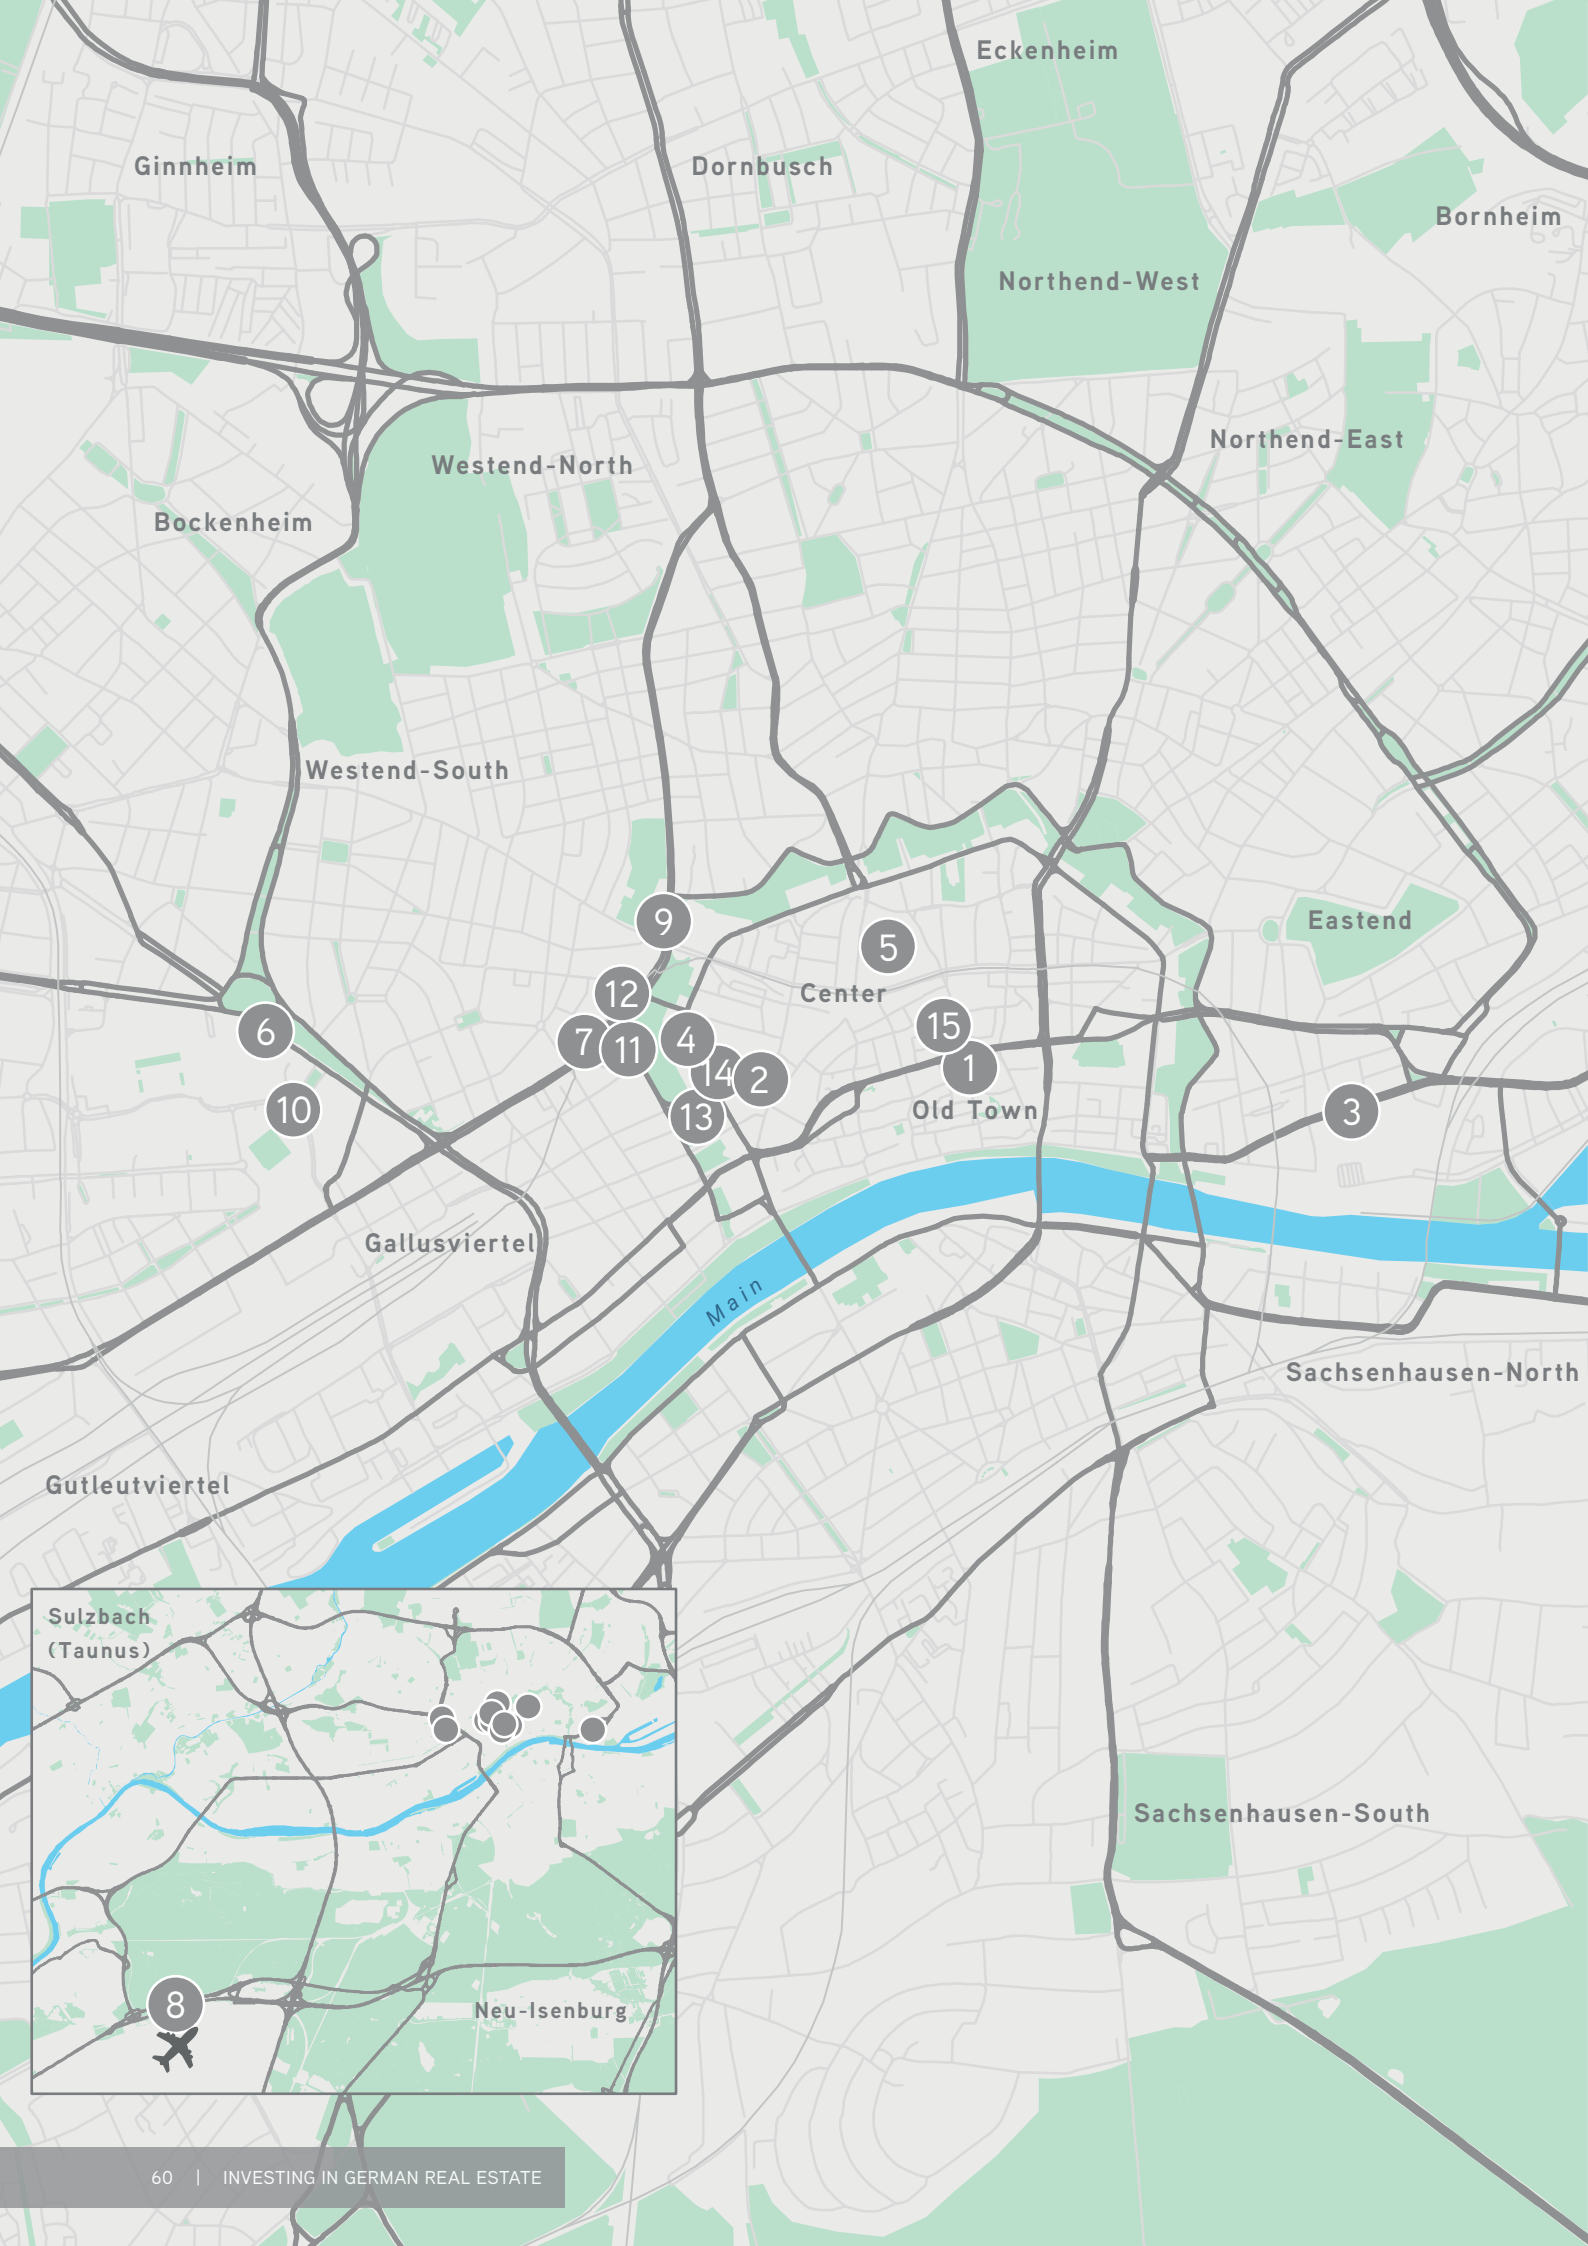 Eckenheim
Ginnheim
Dornbusch
Bornheim
Northend-West
Northend-East
Westend-North
Bockenheim
Westend-South
9
5
Eastend
12
Center
6
7
11
4
15
14
2
1
10
13
Old Town
3
Gallusviertel
Main
Sachsenhausen-North
Gutleutviertel
Sulzbach
(Taunus)
Sachsenhausen-South
8
Neu-Isenburg
60 | INVESTING IN GERMAN REAL ESTATE